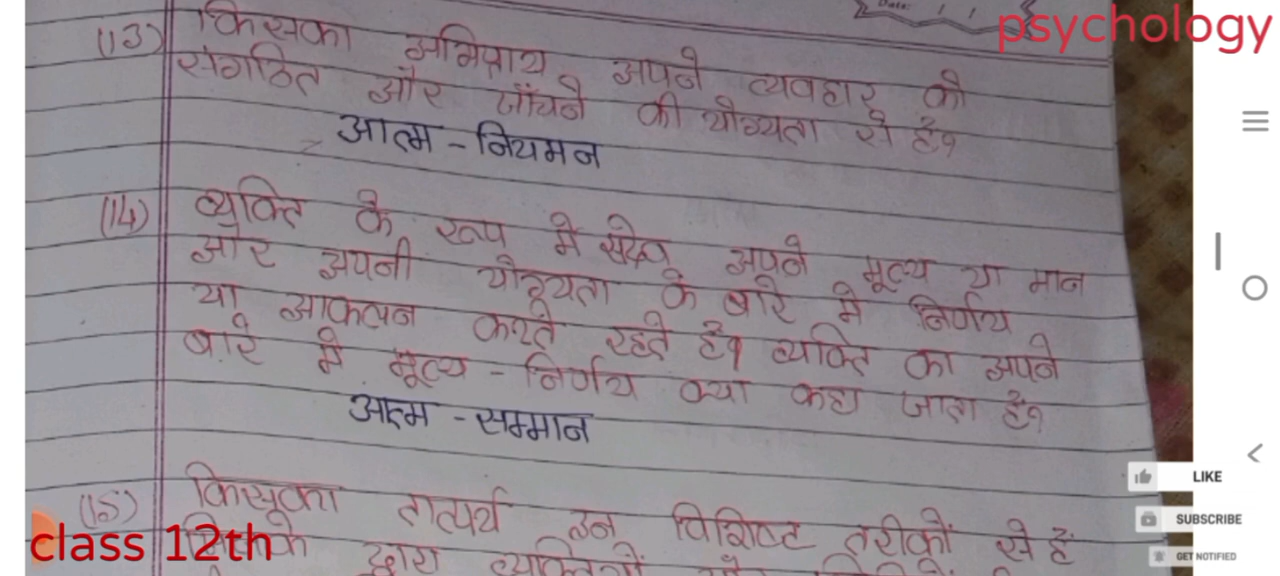 Date: / /
psychology
(13) किसका अभिप्राय अपने व्यवहार को
संगठित और जाँचने की योग्यता से है?
आत्म - नियमन
(14) व्यक्ति के रूप में सदैव अपने मूल्य या मान
और अपनी योग्यता के बारे में निर्णय
या आकलन करते रहते हैं? व्यक्ति का अपने
बारे में मूल्य - निर्णय क्या कहा जाता है?
आत्म - सम्मान
(15) किसका तात्पर्य उन विशिष्ट तरीकों से हैं
द्वारा व्यक्तियों
class 12th
LIKE
SUBSCRIBE
GET NOTIFIED